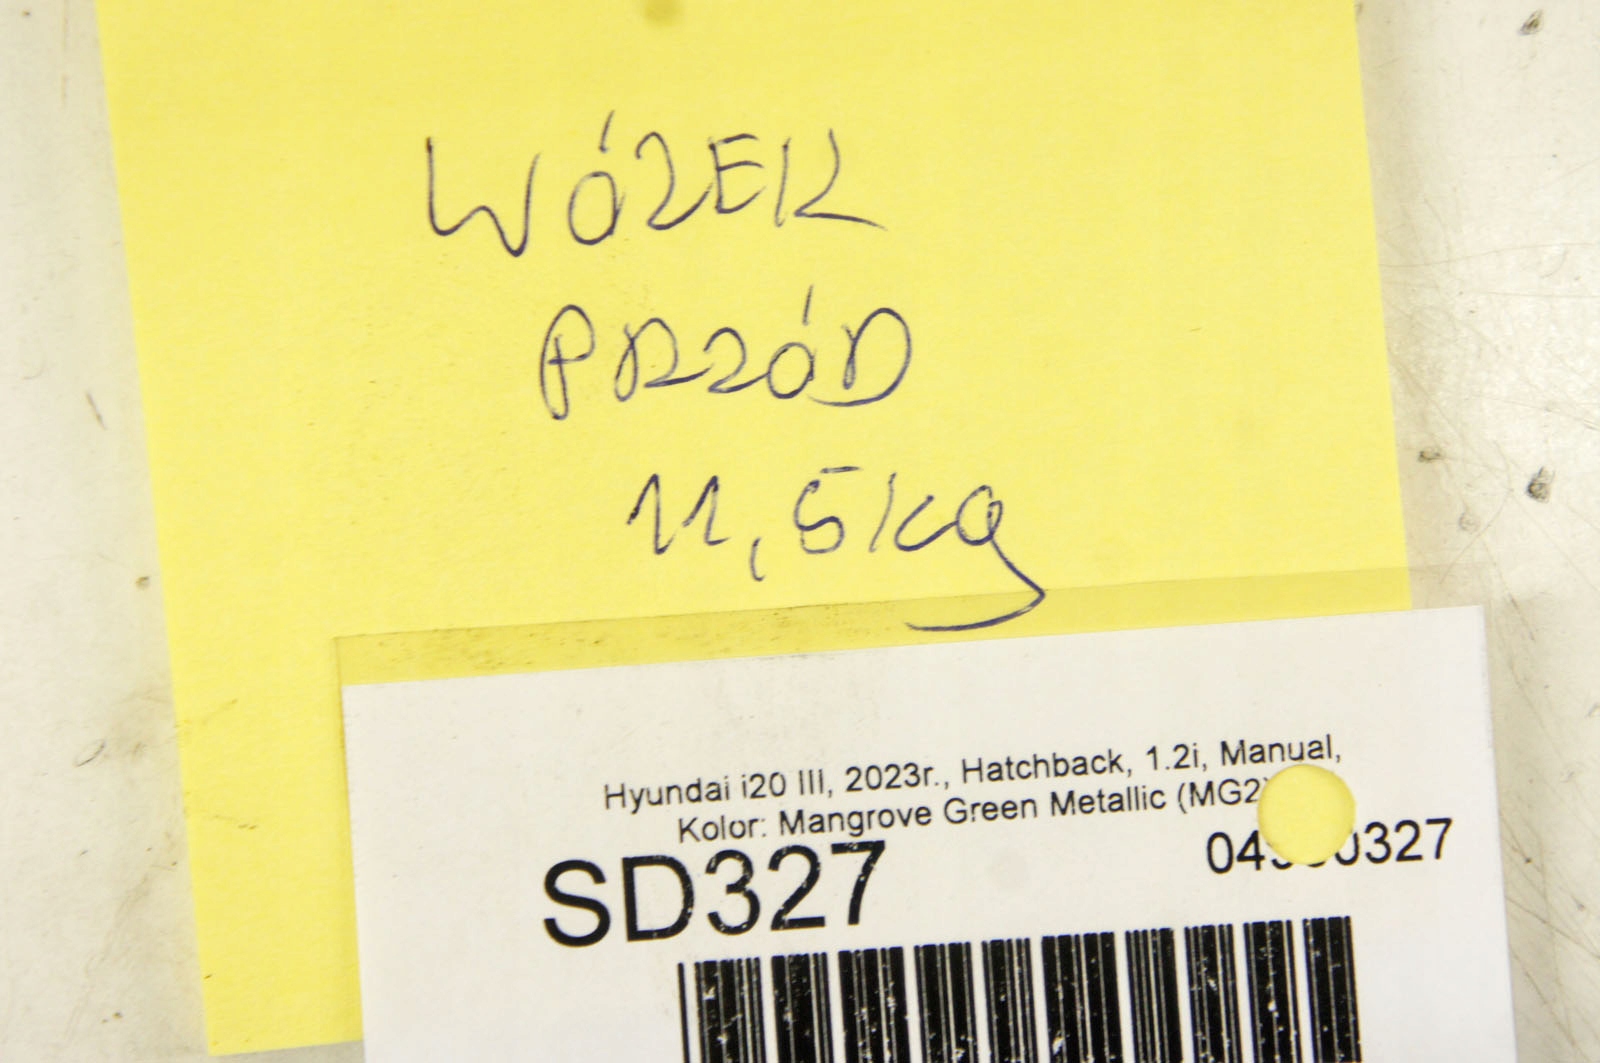 WÓZEK
PRZÓD
11,5kg
Hyundai i20 III, 2023r., Hatchback, 1.2i, Manual,
Kolor: Mangrove Green Metallic (MG2)
SD327